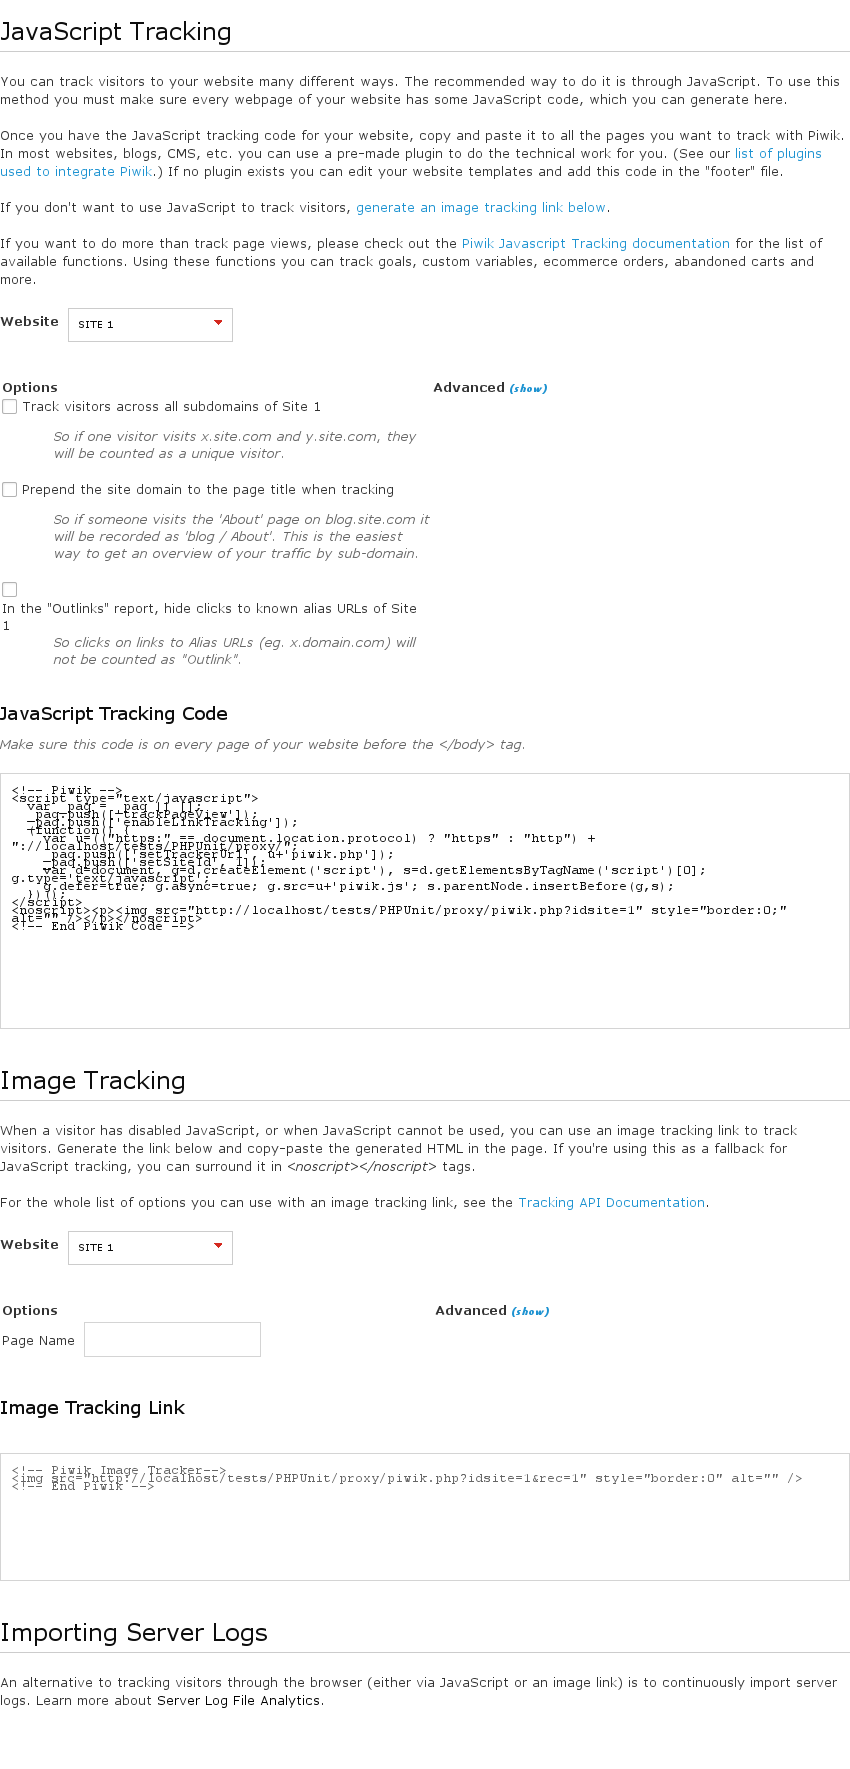 JavaScript Tracking
You can track visitors to your website many different ways. The recommended way to do it is through JavaScript. To use this
method you must make sure every webpage of your website has some JavaScript code, which you can generate here.
Once you have the JavaScript tracking code for your website, copy and paste it to all the pages you want to track with Piwik.
In most websites, blogs, CMS, etc. you can use a pre-made plugin to do the technical work for you. (See our list of plugins
used to integrate Piwik.) If no plugin exists you can edit your website templates and add this code in the "footer" file.
If you don't want to use JavaScript to track visitors, generate an image tracking link below.
If you want to do more than track page views, please check out the Piwik Javascript Tracking documentation for the list of
available functions. Using these functions you can track goals, custom variables, ecommerce orders, abandoned carts and
more.
Website SITE 1
Options Advanced (show)
Track visitors across all subdomains of Site 1
So if one visitor visits x.site.com and y.site.com, they
will be counted as a unique visitor.
Prepend the site domain to the page title when tracking
So if someone visits the 'About' page on blog.site.com it
will be recorded as 'blog / About'. This is the easiest
way to get an overview of your traffic by sub-domain.
In the "Outlinks" report, hide clicks to known alias URLs of Site
1
So clicks on links to Alias URLs (eg. x.domain.com) will
not be counted as "Outlink".
JavaScript Tracking Code
Make sure this code is on every page of your website before the </body> tag.
<!-- Piwik -->
<script type="text/javascript">
  var _paq = _paq || [];
  _paq.push(['trackPageView']);
  _paq.push(['enableLinkTracking']);
  (function() {
    var u=(("https:" == document.location.protocol) ? "https" : "http") +
"://localhost/tests/PHPUnit/proxy/";
    _paq.push(['setTrackerUrl', u+'piwik.php']);
    _paq.push(['setSiteId', 1]);
    var d=document, g=d.createElement('script'), s=d.getElementsByTagName('script')[0];
g.type='text/javascript';
    g.defer=true; g.async=true; g.src=u+'piwik.js'; s.parentNode.insertBefore(g,s);
  })();
</script>
<noscript><p><img src="http://localhost/tests/PHPUnit/proxy/piwik.php?idsite=1" style="border:0;"
alt="" /></p></noscript>
<!-- End Piwik Code -->
Image Tracking
When a visitor has disabled JavaScript, or when JavaScript cannot be used, you can use an image tracking link to track
visitors. Generate the link below and copy-paste the generated HTML in the page. If you're using this as a fallback for
JavaScript tracking, you can surround it in <noscript></noscript> tags.
For the whole list of options you can use with an image tracking link, see the Tracking API Documentation.
Website SITE 1
Options Advanced (show)
Page Name
Image Tracking Link
<!-- Piwik Image Tracker-->
<img src="http://localhost/tests/PHPUnit/proxy/piwik.php?idsite=1&rec=1" style="border:0" alt="" />
<!-- End Piwik -->
Importing Server Logs
An alternative to tracking visitors through the browser (either via JavaScript or an image link) is to continuously import server
logs. Learn more about Server Log File Analytics.